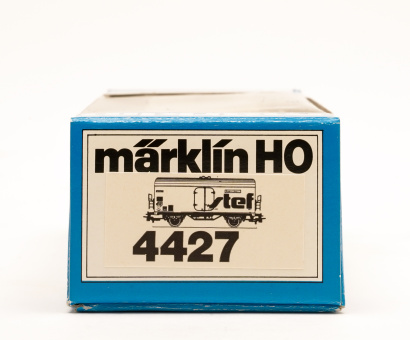 märklin HO
stef
4427